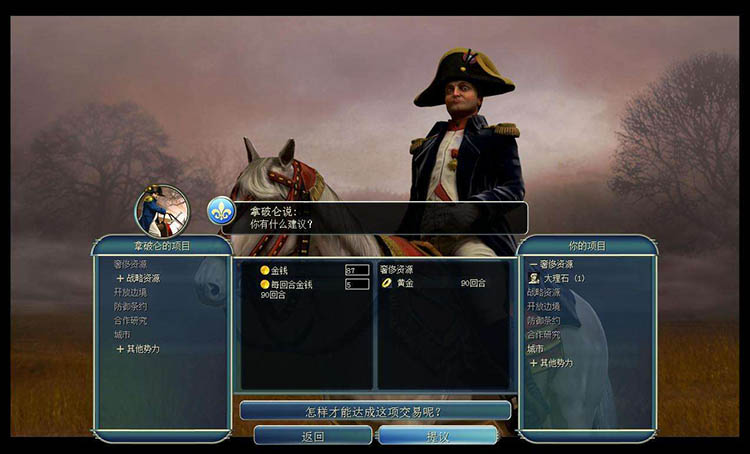 拿破仑说:
你有什么建议?
拿破仑的项目
奢侈资源
+战略资源
开放边境
防御条约
合作研究
城市
+其他势力
金钱 87
每回合金钱 5
90回合
奢侈资源
黄金 90回合
你的项目
-奢侈资源
大理石 (1)
战略资源
开放边境
防御条约
合作研究
城市
+其他势力
怎样才能达成这项交易呢?
返回
提议